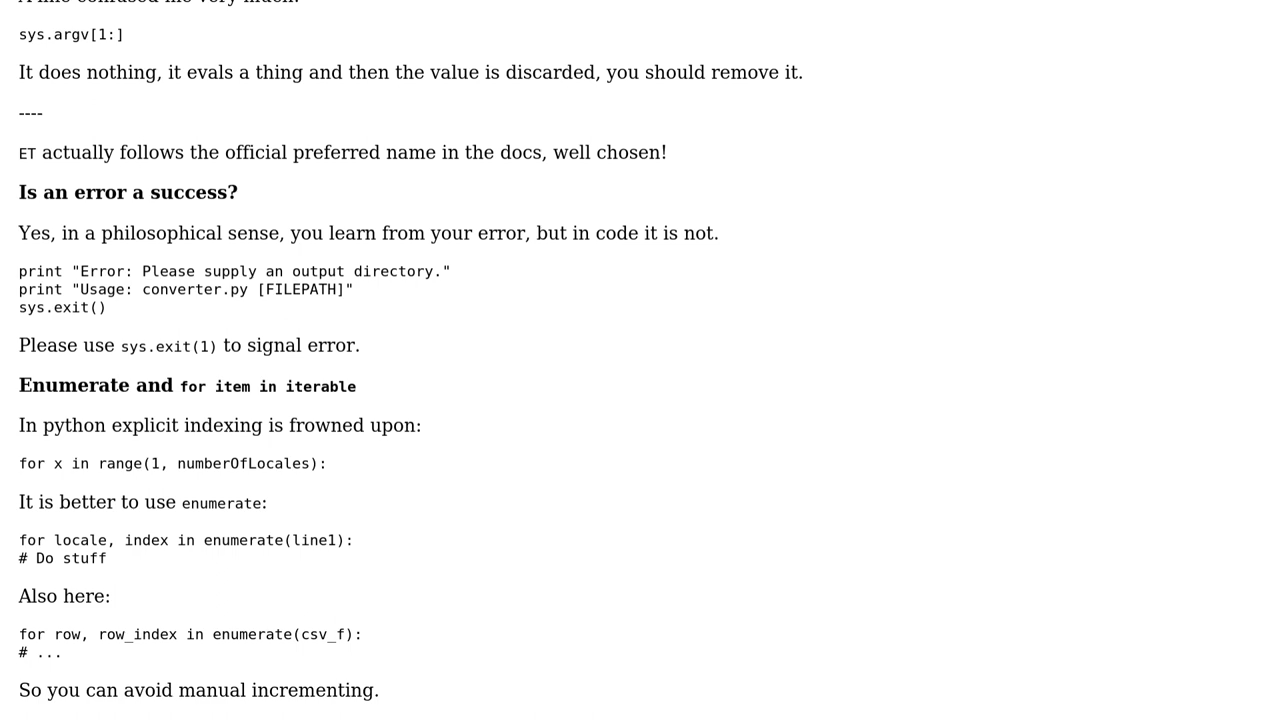 A line confused me very much:
sys.argv[1:]
It does nothing, it evals a thing and then the value is discarded, you should remove it.
----
ET actually follows the official preferred name in the docs, well chosen!
Is an error a success?
Yes, in a philosophical sense, you learn from your error, but in code it is not.
print "Error: Please supply an output directory."
print "Usage: converter.py [FILEPATH]"
sys.exit()
Please use sys.exit(1) to signal error.
Enumerate and for item in iterable
In python explicit indexing is frowned upon:
for x in range(1, numberOfLocales):
It is better to use enumerate:
for locale, index in enumerate(line1):
# Do stuff
Also here:
for row, row_index in enumerate(csv_f):
# ...
So you can avoid manual incrementing.